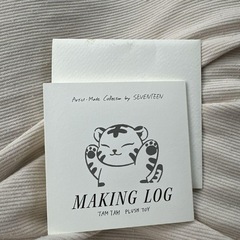 Artist-Made Collection by SEVENTEEN
MAKING LOG
TAM TAM PLUSH TOY